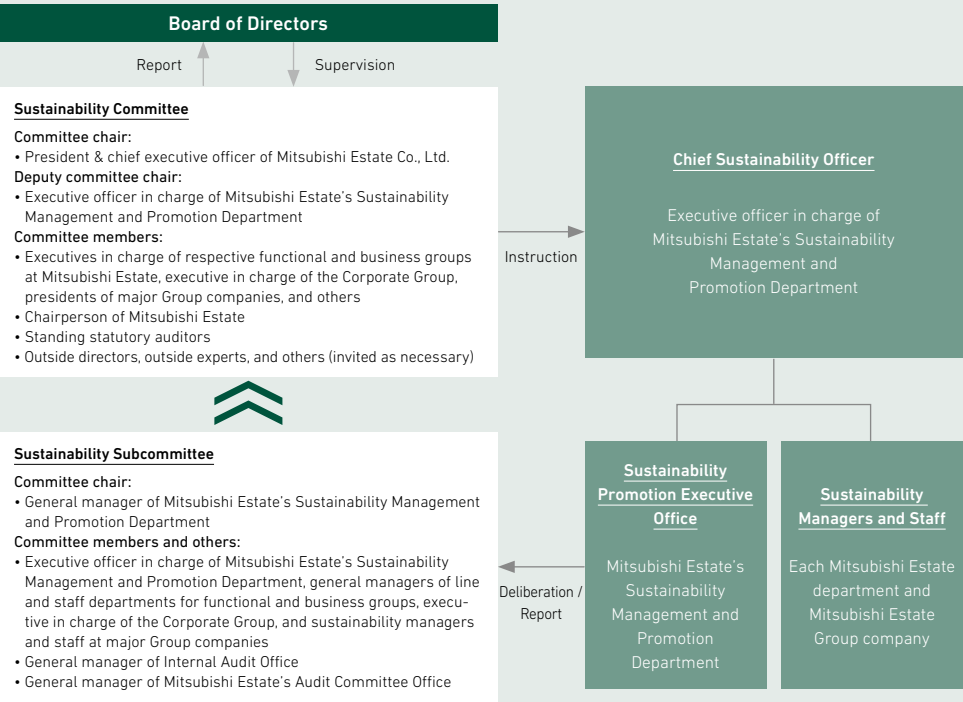 Board of Directors
Report
Supervision
Sustainability Committee
Committee chair:
• President & chief executive officer of Mitsubishi Estate Co., Ltd.
Deputy committee chair:
• Executive officer in charge of Mitsubishi Estate's Sustainability
Management and Promotion Department
Committee members:
• Executives in charge of respective functional and business groups
at Mitsubishi Estate, executive in charge of the Corporate Group,
presidents of major Group companies, and others
• Chairperson of Mitsubishi Estate
• Standing statutory auditors
• Outside directors, outside experts, and others (invited as necessary)
Instruction
Chief Sustainability Officer
Executive officer in charge of
Mitsubishi Estate's Sustainability
Management and
Promotion Department
Sustainability Subcommittee
Committee chair:
• General manager of Mitsubishi Estate's Sustainability Management
and Promotion Department
Committee members and others:
• Executive officer in charge of Mitsubishi Estate's Sustainability
Management and Promotion Department, general managers of line
and staff departments for functional and business groups, execu-
tive in charge of the Corporate Group, and sustainability managers
and staff at major Group companies
• General manager of Internal Audit Office
• General manager of Mitsubishi Estate's Audit Committee Office
Deliberation /
Report
Sustainability
Promotion Executive
Office
Mitsubishi Estate's
Sustainability
Management and
Promotion
Department
Sustainability
Managers and Staff
Each Mitsubishi Estate
department and
Mitsubishi Estate
Group company